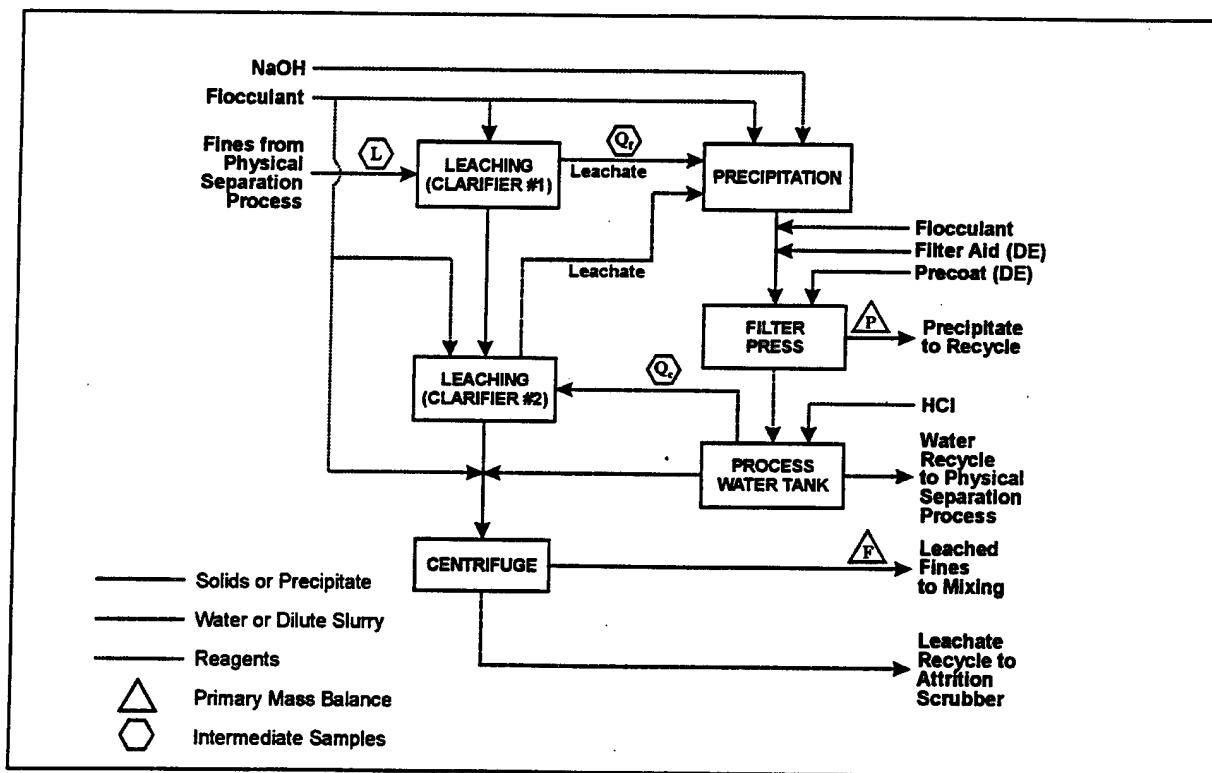 NaOH
Flocculant
Fines from
Physical
Separation
Process
L
LEACHING
(CLARIFIER #1)
Qf
Leachate
PRECIPITATION
Leachate
Flocculant
Filter Aid (DE)
Precoat (DE)
FILTER
PRESS
P
Precipitate
to Recycle
LEACHING
(CLARIFIER #2)
Qc
HCl
PROCESS
WATER TANK
Water
Recycle
to Physical
Separation
Process
CENTRIFUGE
F
Leached
Fines
to Mixing
Leachate
Recycle to
Attrition
Scrubber
Solids or Precipitate
Water or Dilute Slurry
Reagents
Primary Mass Balance
Intermediate Samples